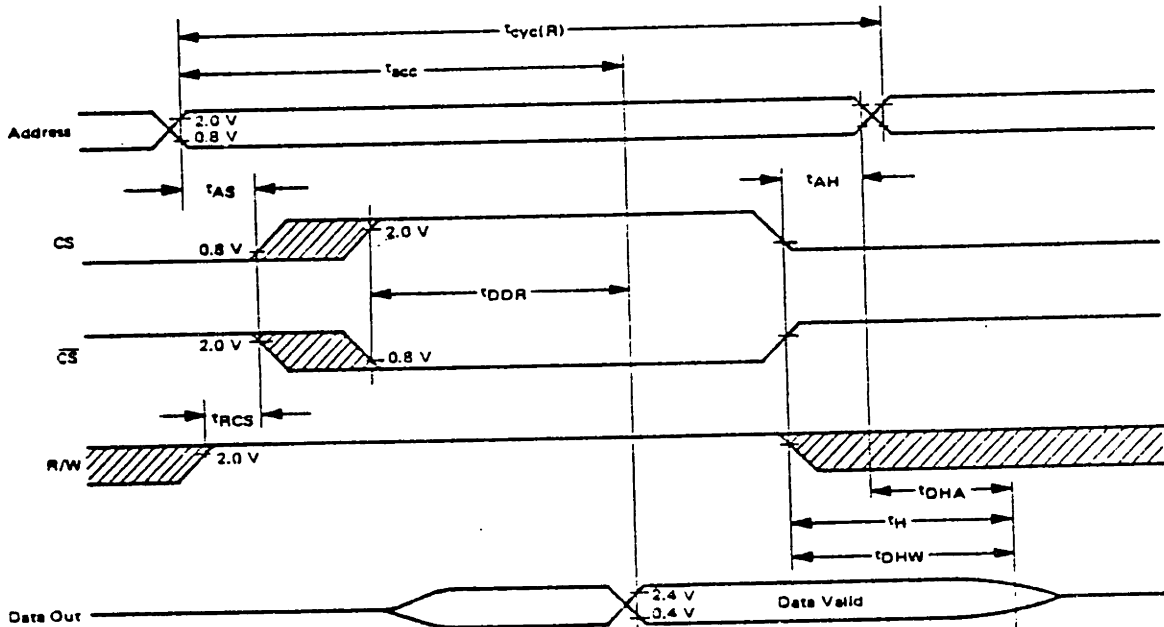 tcyc(R)
tacc
Address
2.0 V
0.8 V
tAS
tAH
CS
0.8 V
2.0 V
tDDR
CS
2.0 V
0.8 V
tRCS
R/W
2.0 V
tDHA
tH
tDHW
Data Out
2.4 V
0.4 V
Data Valid